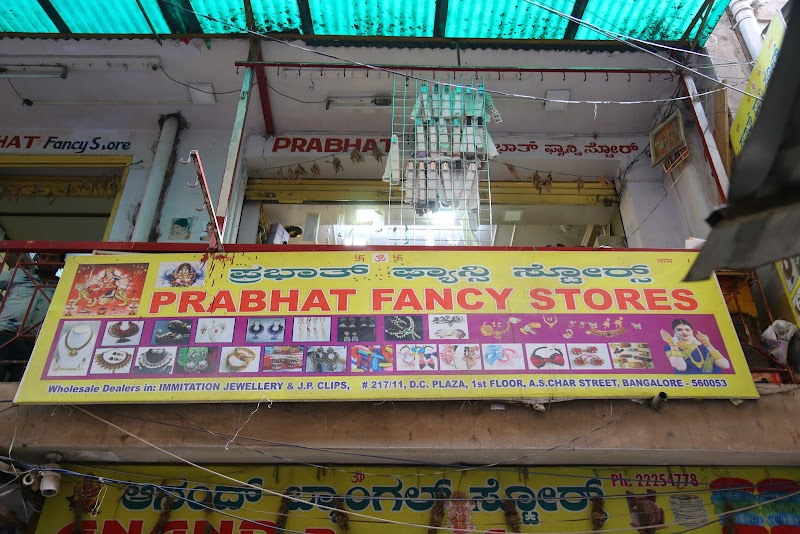 HAT Fancy Store
PRABHAT
ಪ್ರಭಾತ್ ಫ್ಯಾನ್ಸಿ ಸ್ಟೋರ್ಸ್
PRABHAT FANCY STORES
Wholesale Dealers in: IMMITATION JEWELLERY & J.P. CLIPS, # 217/11, D.C. PLAZA, 1st FLOOR, A.S.CHAR STREET, BANGALORE - 560053
ಆನಂದ್ ಬ್ಯಾಂಗಲ್ ಸ್ಟೋರ್ಸ್
Ph: 22254778